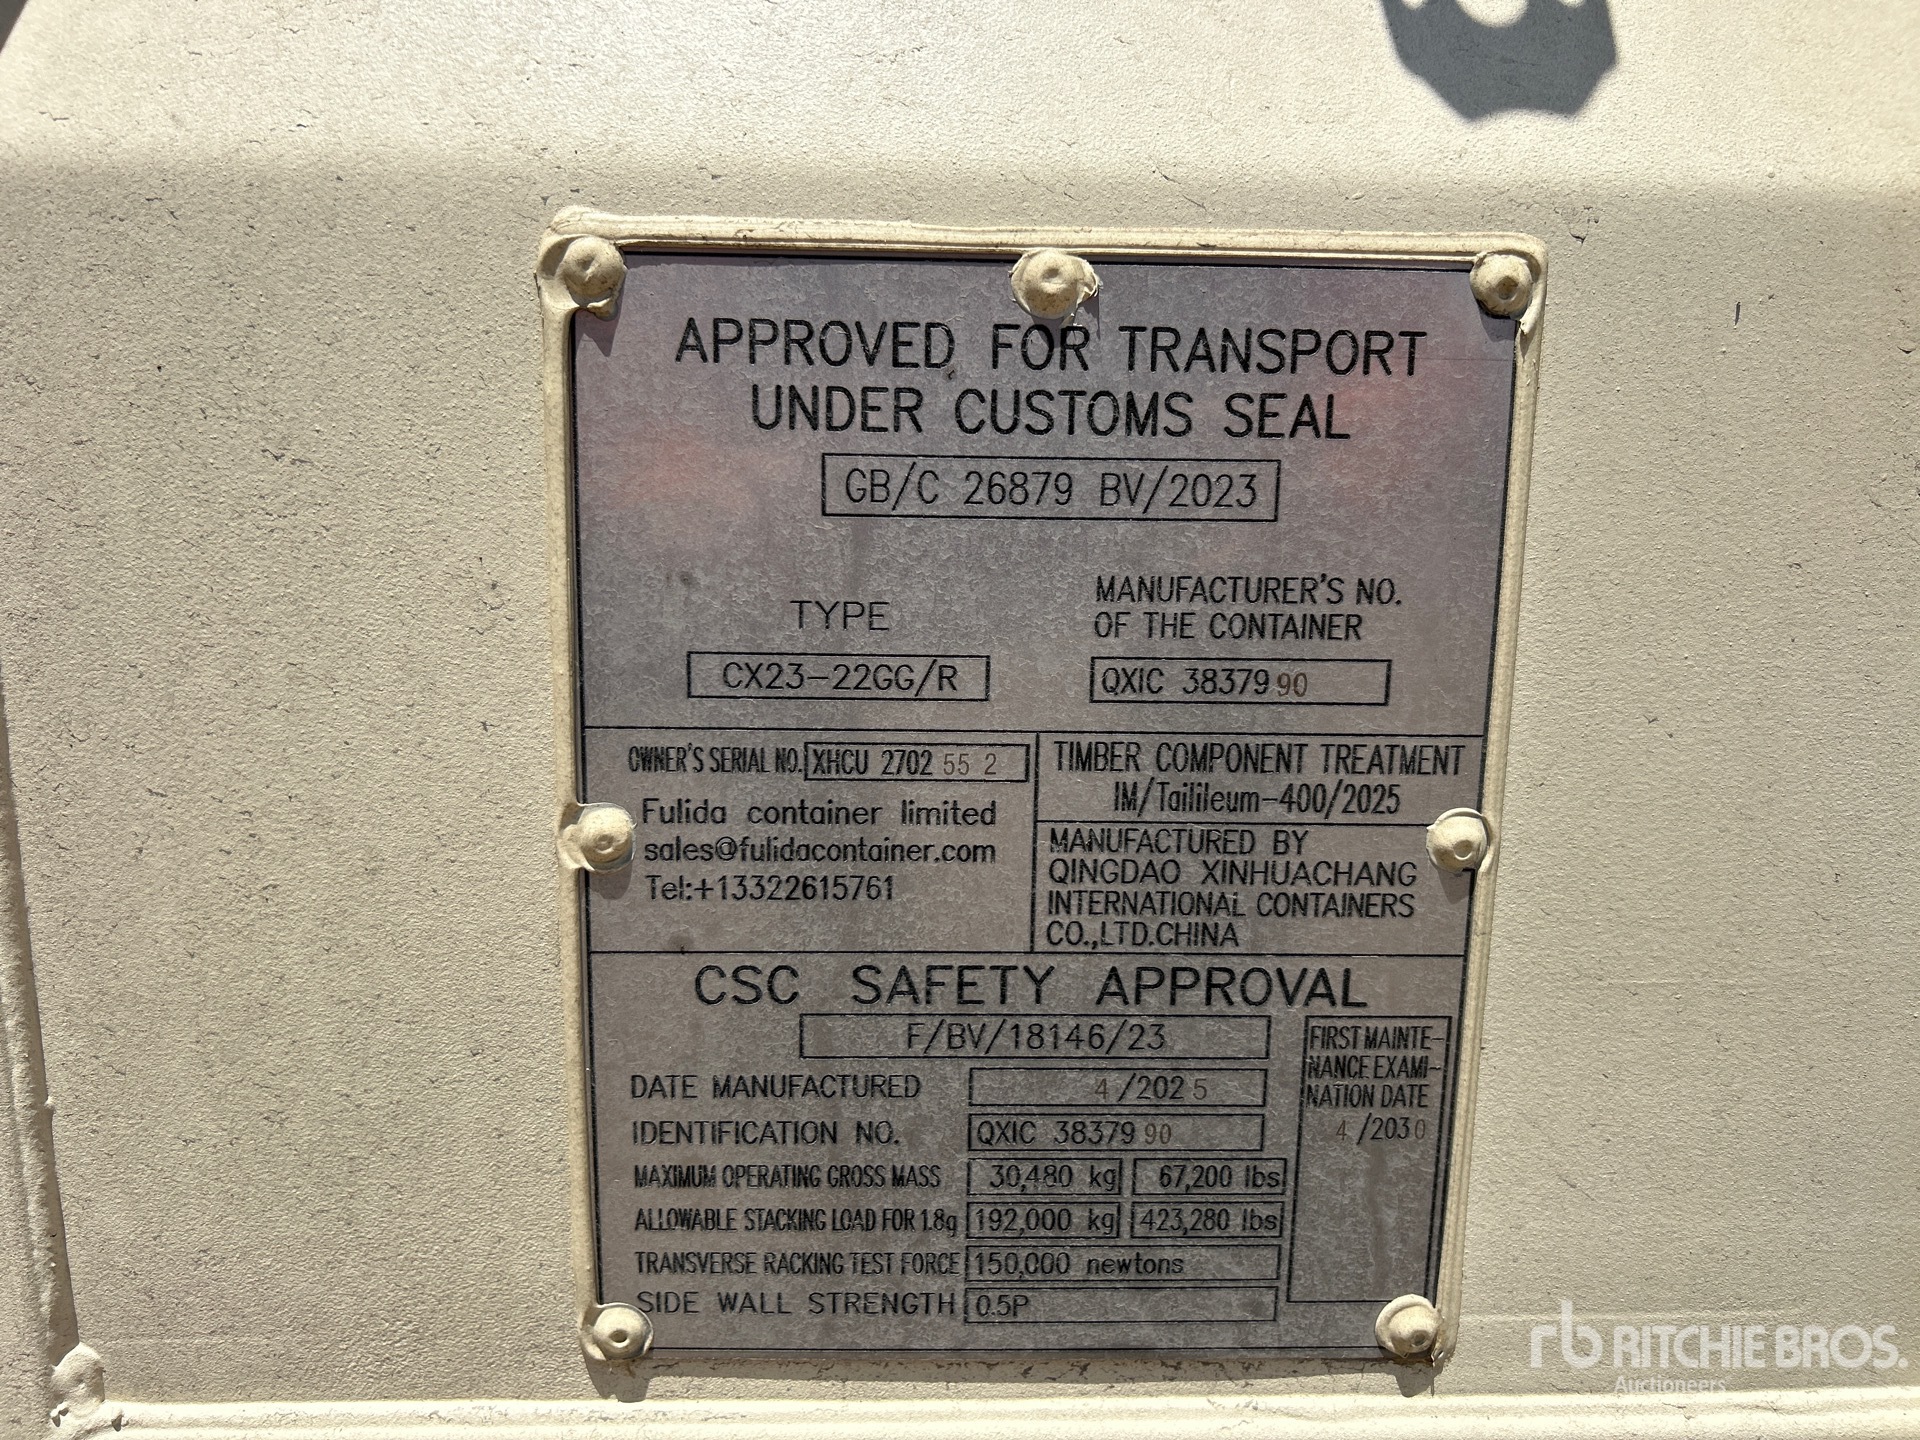 APPROVED FOR TRANSPORT
UNDER CUSTOMS SEAL
GB/C 26879 BV/2023
TYPE
CX23-22GG/R
MANUFACTURER'S NO.
OF THE CONTAINER
QXIC 38379 90
OWNER'S SERIAL NO. XHCU 2702 55 2
Fulida container limited
sales@fulidacontainer.com
Tel:+13322615761
TIMBER COMPONENT TREATMENT
IM/Tailileum-400/2025
MANUFACTURED BY
QINGDAO XINHUACHANG
INTERNATIONAL CONTAINERS
CO.,LTD.CHINA
CSC SAFETY APPROVAL
F/BV/18146/23
DATE MANUFACTURED 4/2025
IDENTIFICATION NO. QXIC 38379 90
MAXIMUM OPERATING GROSS MASS 30,480 kg 67,200 lbs
ALLOWABLE STACKING LOAD FOR 1.8g 192,000 kg 423,280 lbs
TRANSVERSE RACKING TEST FORCE 150,000 newtons
SIDE WALL STRENGTH 0.5P
FIRST MAINTE-
NANCE EXAMI-
NATION DATE
4/2030
rb RITCHIE BROS.
Auctioneers